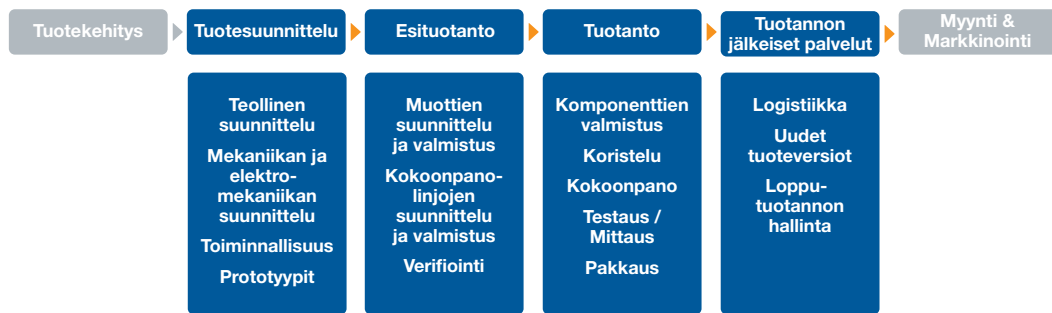 Tuotekehitys
Tuotesuunnittelu
Esituotanto
Tuotanto
Tuotannon
jälkeiset palvelut
Myynti &
Markkinointi
Teollinen
suunnittelu
Mekaniikan ja
elektro-
mekaniikan
suunnittelu
Toiminnallisuus
Prototyypit
Muottien
suunnittelu
ja valmistus
Kokoonpano-
linjojen
suunnittelu
ja valmistus
Verifiointi
Komponenttien
valmistus
Koristelu
Kokoonpano
Testaus /
Mittaus
Pakkaus
Logistiikka
Uudet
tuoteversiot
Loppu-
tuotannon
hallinta